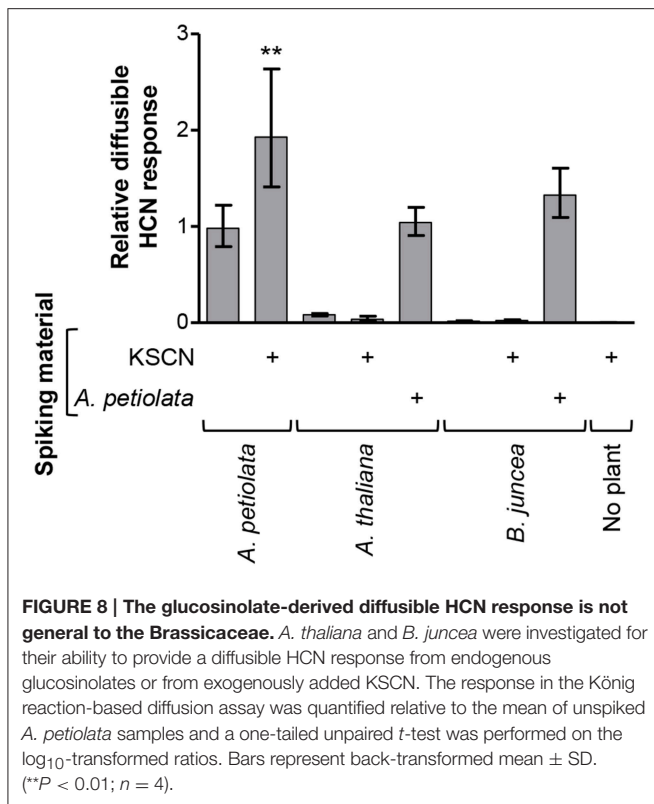 3
**
2
1
0
Relative diffusible
HCN response
Spiking material
KSCN + + + +
A. petiolata + +
A. petiolata
A. thaliana
B. juncea
No plant
FIGURE 8 | The glucosinolate-derived diffusible HCN response is not
general to the Brassicaceae. A. thaliana and B. juncea were investigated for
their ability to provide a diffusible HCN response from endogenous
glucosinolates or from exogenously added KSCN. The response in the König
reaction-based diffusion assay was quantified relative to the mean of unspiked
A. petiolata samples and a one-tailed unpaired t-test was performed on the
log₁₀-transformed ratios. Bars represent back-transformed mean ± SD.
(**P < 0.01; n = 4).